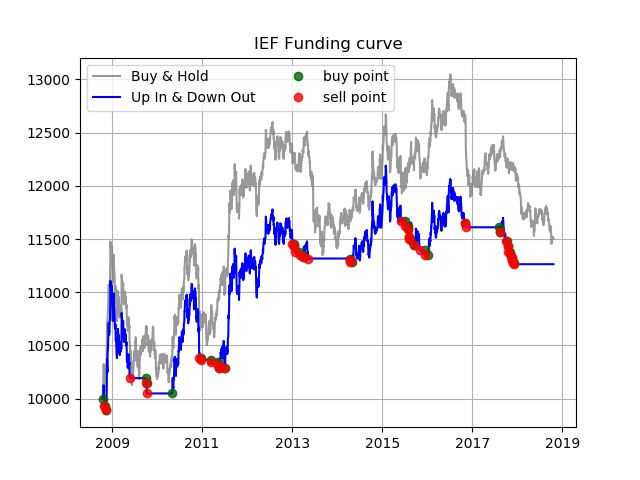 IEF Funding curve
Buy & Hold
Up In & Down Out
buy point
sell point
13000
12500
12000
11500
11000
10500
10000
2009 2011 2013 2015 2017 2019